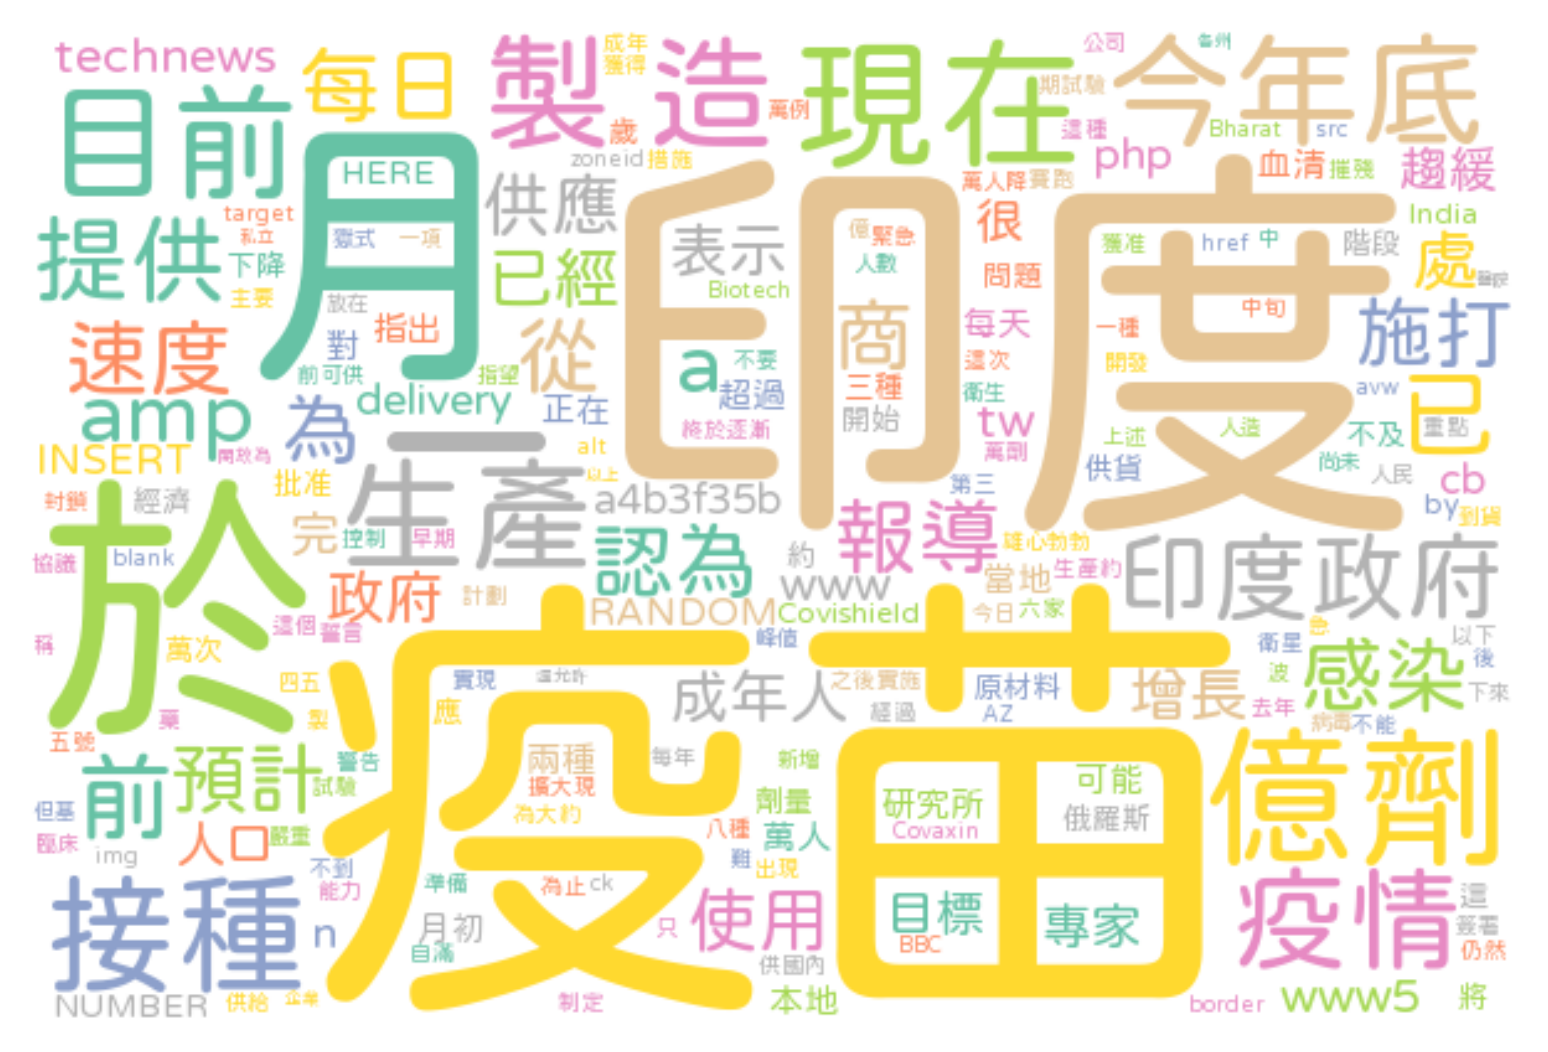 technews
每日
製造
成年
獲得
現在
公司
今年底
目前
歲
萬例
期試驗
這種
Bharat
src
月
HERE
zoneid
措施
php
血清
摧殘
趨緩
供應
印度
萬人降
賽跑
很
India
target
私立
提供
下降
主要
一項
放在
已經
表示
Biotech
億
緊急
人數
問題
獲准
href
中
階段
處
速度
對
指出
前可供
指望
從
商
a
不要
三種
超過
開始
每天
這次
衛生
一種
中旬
開發
施打
avw
已
重點
amp
為
delivery
正在
終於逐漸
tw
萬劑
上述
人造
不及
尚未
人民
INSERT
alt
以上
批准
封鎖
經濟
生產
a4b3f35b
第三
供貨
cb
by
到貨
於
完
控制
早期
認為
報導
雄心勃勃
約
www
當地
生產約
印度政府
協議
blank
政府
計劃
RANDOM
Covishield
今日
六家
這個
誓言
稱
萬次
峰值
衛星
以下
後
疫苗
四五
實現
成年人
之後實施
經過
原材料
AZ
增長
波
去年
感染
下來
藥
製
應
病毒
不能
五號
前
預計
警告
試驗
兩種
擴大現
為大約
每年
新增
劑量
可能
研究所
Covaxin
俄羅斯
億劑
但基
臨床
人口
嚴重
img
不到
能力
八種
萬人
難
出現
接種
n
準備
為止
ck
月初
自滿
只
使用
目標
BBC
專家
疫情
這
簽署
仍然
供國內
NUMBER
供給
企業
制定
本地
border
www5
將